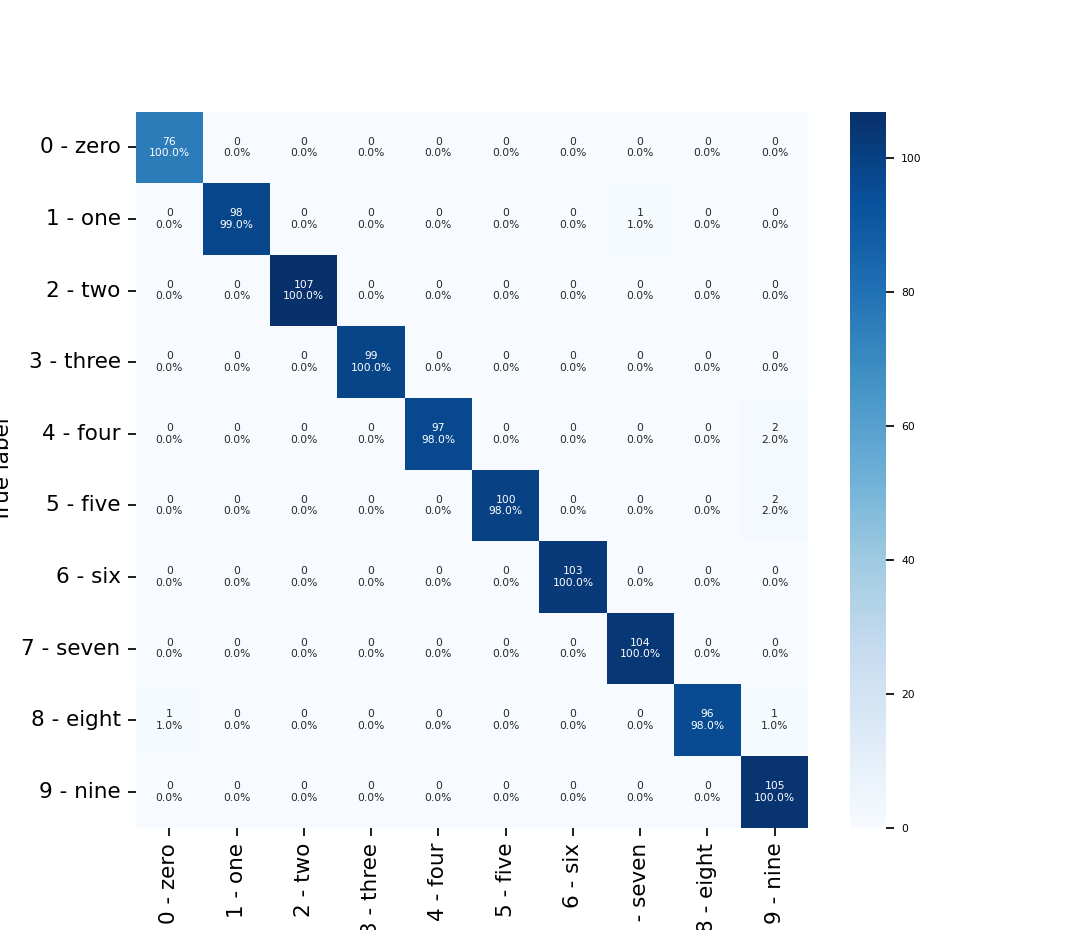 0 - zero 76 0 0 0 0 0 0 0 0 0
100.0% 0.0% 0.0% 0.0% 0.0% 0.0% 0.0% 0.0% 0.0% 0.0%
1 - one 0 98 0 0 0 0 0 1 0 0
0.0% 99.0% 0.0% 0.0% 0.0% 0.0% 0.0% 1.0% 0.0% 0.0%
2 - two 0 0 107 0 0 0 0 0 0 0
0.0% 0.0% 100.0% 0.0% 0.0% 0.0% 0.0% 0.0% 0.0% 0.0%
3 - three 0 0 0 99 0 0 0 0 0 0
0.0% 0.0% 0.0% 100.0% 0.0% 0.0% 0.0% 0.0% 0.0% 0.0%
4 - four 0 0 0 0 97 0 0 0 0 2
0.0% 0.0% 0.0% 0.0% 98.0% 0.0% 0.0% 0.0% 0.0% 2.0%
5 - five 0 0 0 0 0 100 0 0 0 2
0.0% 0.0% 0.0% 0.0% 0.0% 98.0% 0.0% 0.0% 0.0% 2.0%
6 - six 0 0 0 0 0 0 103 0 0 0
0.0% 0.0% 0.0% 0.0% 0.0% 0.0% 100.0% 0.0% 0.0% 0.0%
7 - seven 0 0 0 0 0 0 0 104 0 0
0.0% 0.0% 0.0% 0.0% 0.0% 0.0% 0.0% 100.0% 0.0% 0.0%
8 - eight 1 0 0 0 0 0 0 0 96 1
1.0% 0.0% 0.0% 0.0% 0.0% 0.0% 0.0% 0.0% 98.0% 1.0%
9 - nine 0 0 0 0 0 0 0 0 0 105
0.0% 0.0% 0.0% 0.0% 0.0% 0.0% 0.0% 0.0% 0.0% 100.0%
True label
0 - zero
1 - one
2 - two
3 - three
4 - four
5 - five
6 - six
- seven
8 - eight
9 - nine
100
80
60
40
20
0